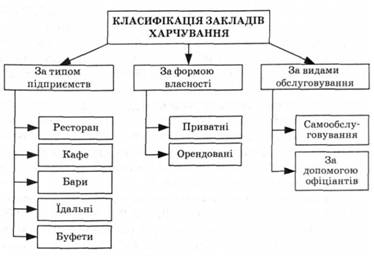 КЛАСИФІКАЦІЯ ЗАКЛАДІВ
ХАРЧУВАННЯ
За типом
підприємств
За формою
власності
За видами
обслуговування
Ресторан
Кафе
Бари
Їдальні
Буфети
Приватні
Орендовані
Самообслу-
говування
За
допомогою
офіціантів